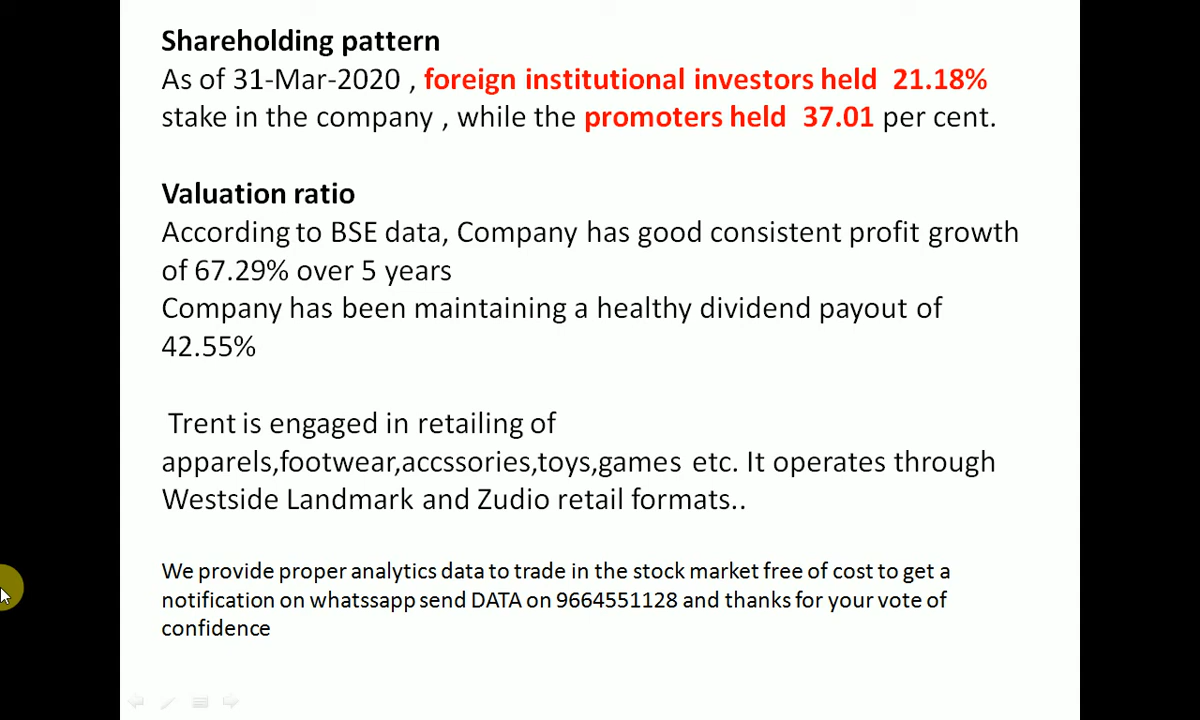 Shareholding pattern
As of 31-Mar-2020 , foreign institutional investors held 21.18%
stake in the company , while the promoters held 37.01 per cent.
Valuation ratio
According to BSE data, Company has good consistent profit growth
of 67.29% over 5 years
Company has been maintaining a healthy dividend payout of
42.55%
Trent is engaged in retailing of
apparels,footwear,accssories,toys,games etc. It operates through
Westside Landmark and Zudio retail formats..
We provide proper analytics data to trade in the stock market free of cost to get a
notification on whatssapp send DATA on 9664551128 and thanks for your vote of
confidence